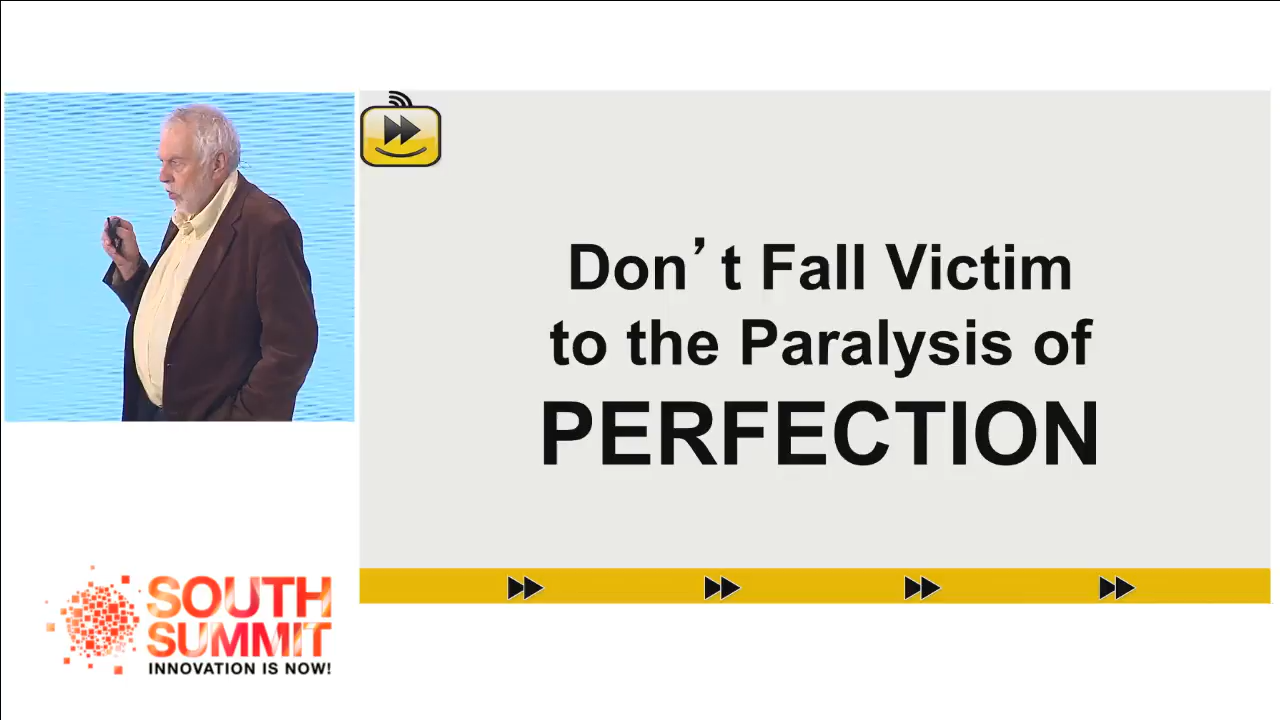 Don't Fall Victim
to the Paralysis of
PERFECTION
SOUTH
SUMMIT
INNOVATION IS NOW!